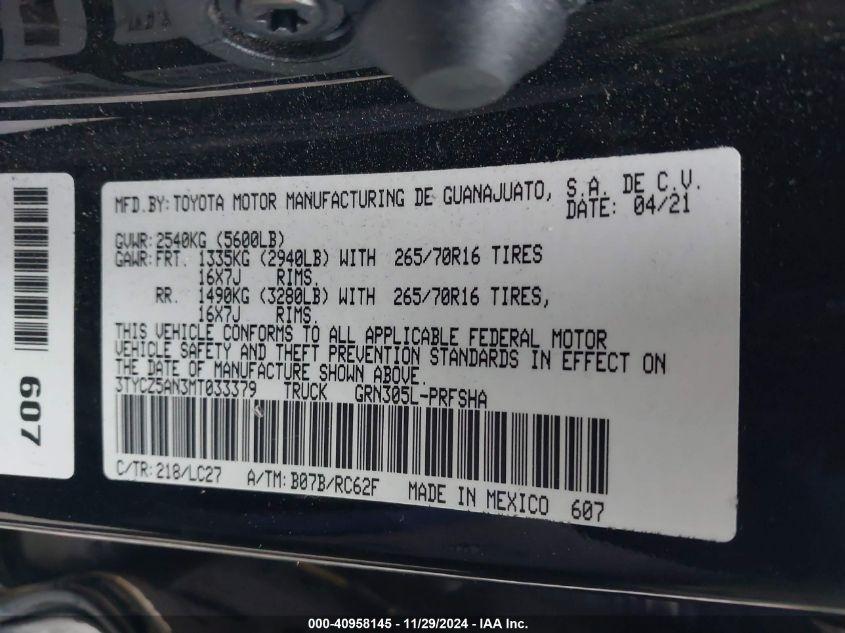 MFD.BY:TOYOTA MOTOR MANUFACTURING DE GUANAJUATO, S.A. DE C.V.
DATE: 04/21
GVWR:2540KG (5600LB)
GAWR:FRT. 1335KG (2940LB) WITH 265/70R16 TIRES
16X7J RIMS.
RR. 1490KG (3280LB) WITH 265/70R16 TIRES,
16X7J RIMS.
THIS VEHICLE CONFORMS TO ALL APPLICABLE FEDERAL MOTOR
VEHICLE SAFETY AND THEFT PREVENTION STANDARDS IN EFFECT ON
THE DATE OF MANUFACTURE SHOWN ABOVE.
3TYCZ5AN3MT033379 TRUCK GRN305L-PRFSHA
C/TR:218/LC27 A/TM:B07B/RC62F MADE IN MEXICO 607
607
000-40958145 - 11/29/2024 - IAA Inc.